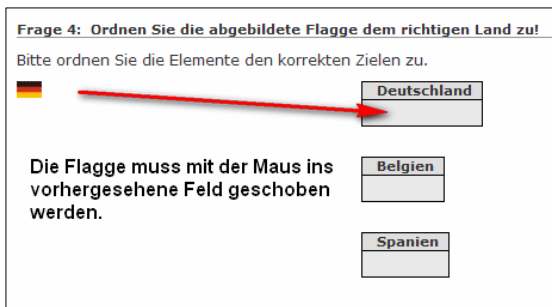 Frage 4: Ordnen Sie die abgebildete Flagge dem richtigen Land zu!
Bitte ordnen Sie die Elemente den korrekten Zielen zu.
Deutschland
Die Flagge muss mit der Maus ins
vorhergesehene Feld geschoben
werden.
Belgien
Spanien